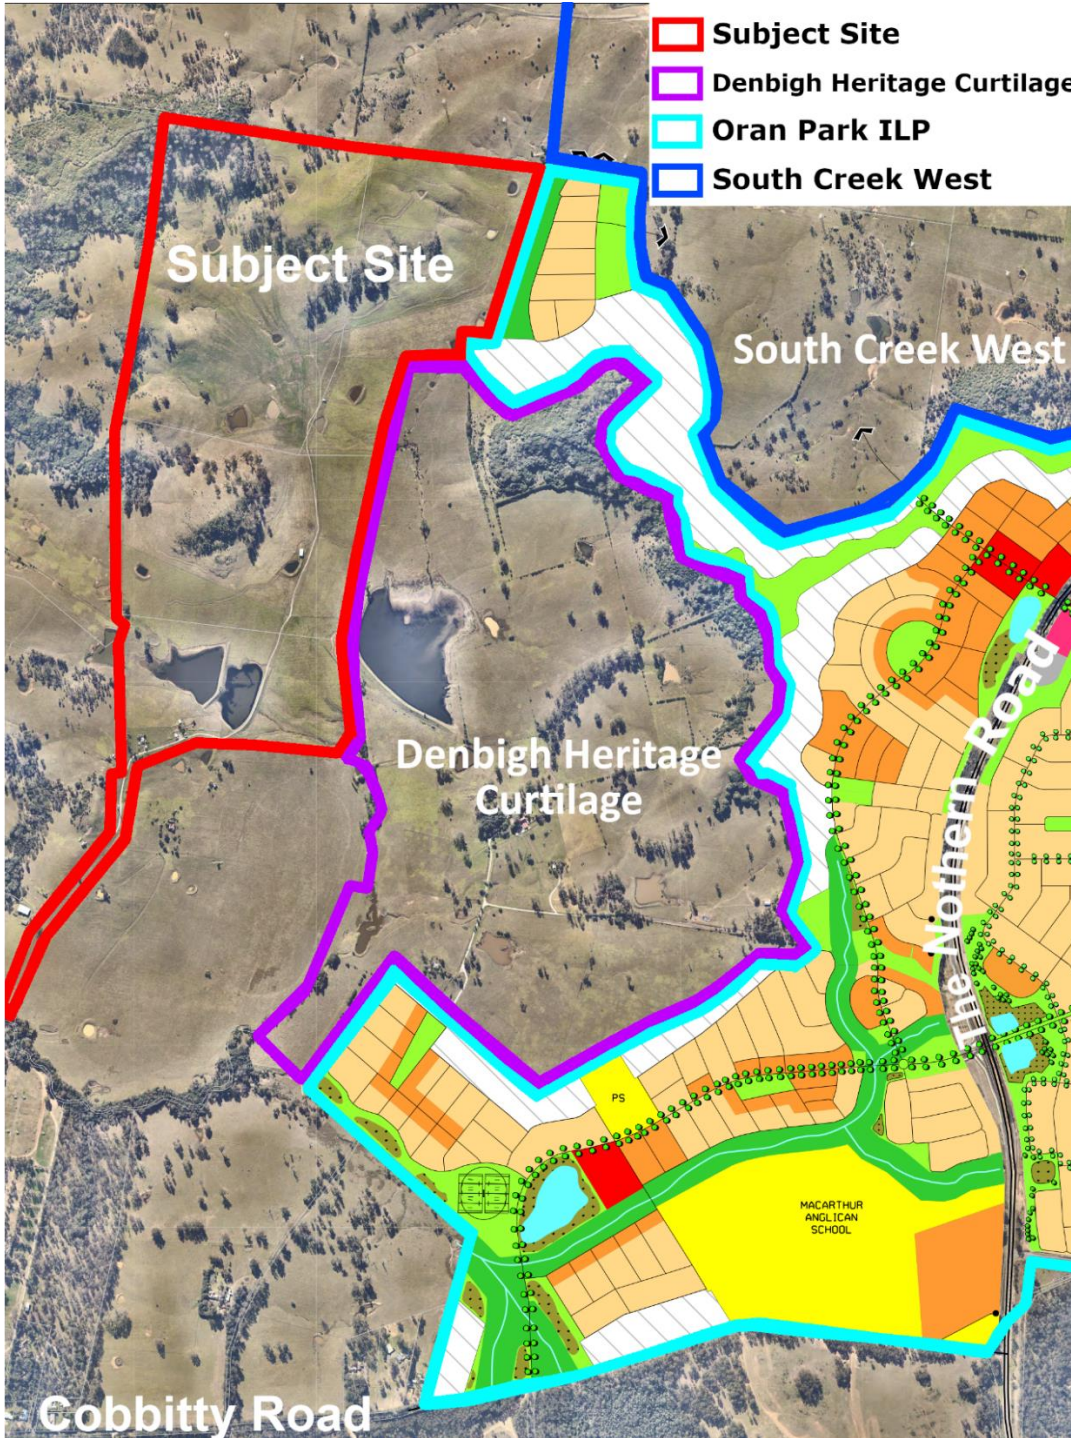 Subject Site
Denbigh Heritage Curtilage
Oran Park ILP
South Creek West
Subject Site
South Creek West
The Nothern Road
Denbigh Heritage
Curtilage
PS
MACARTHUR
ANGLICAN
SCHOOL
Cobbitty Road